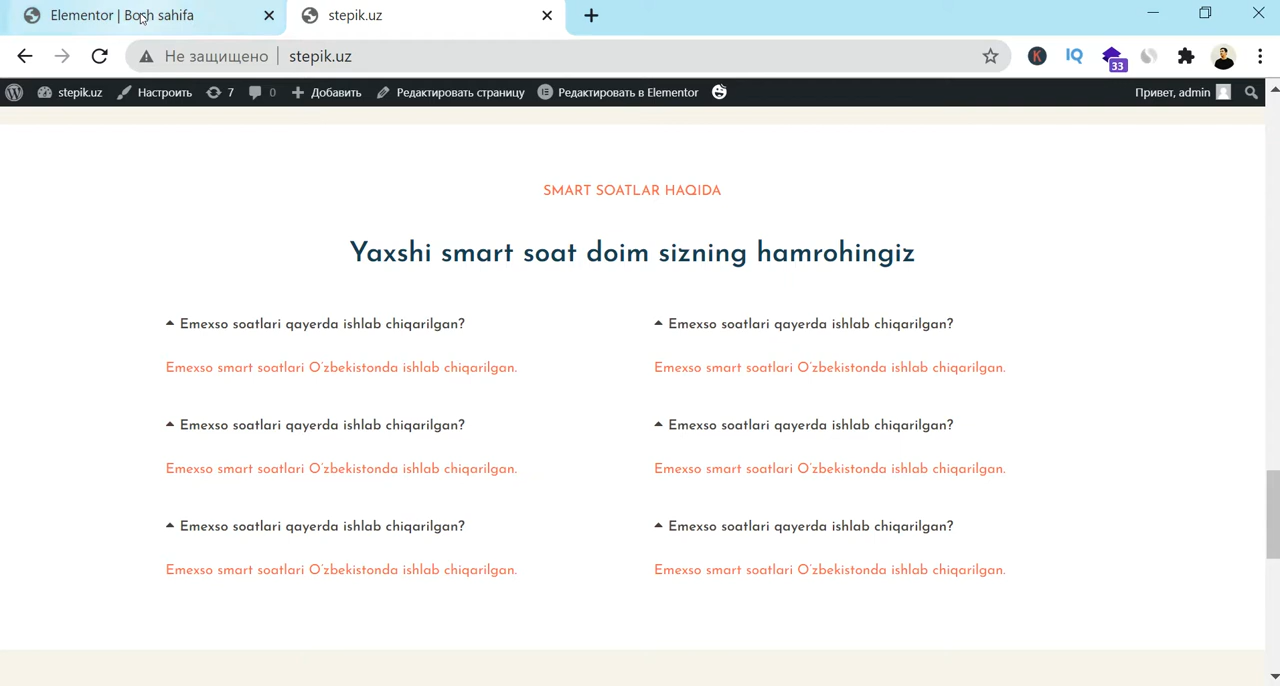 Elementor | Bosh sahifa
stepik.uz
Не защищено
stepik.uz
K
IQ
33
stepik.uz
Настроить
7
0
Добавить
Редактировать страницу
Редактировать в Elementor
Привет, admin
SMART SOATLAR HAQIDA
Yaxshi smart soat doim sizning hamrohingiz
Emexso soatlari qayerda ishlab chiqarilgan?
Emexso smart soatlari O'zbekistonda ishlab chiqarilgan.
Emexso soatlari qayerda ishlab chiqarilgan?
Emexso smart soatlari O'zbekistonda ishlab chiqarilgan.
Emexso soatlari qayerda ishlab chiqarilgan?
Emexso smart soatlari O'zbekistonda ishlab chiqarilgan.
Emexso soatlari qayerda ishlab chiqarilgan?
Emexso smart soatlari O'zbekistonda ishlab chiqarilgan.
Emexso soatlari qayerda ishlab chiqarilgan?
Emexso smart soatlari O'zbekistonda ishlab chiqarilgan.
Emexso soatlari qayerda ishlab chiqarilgan?
Emexso smart soatlari O'zbekistonda ishlab chiqarilgan.